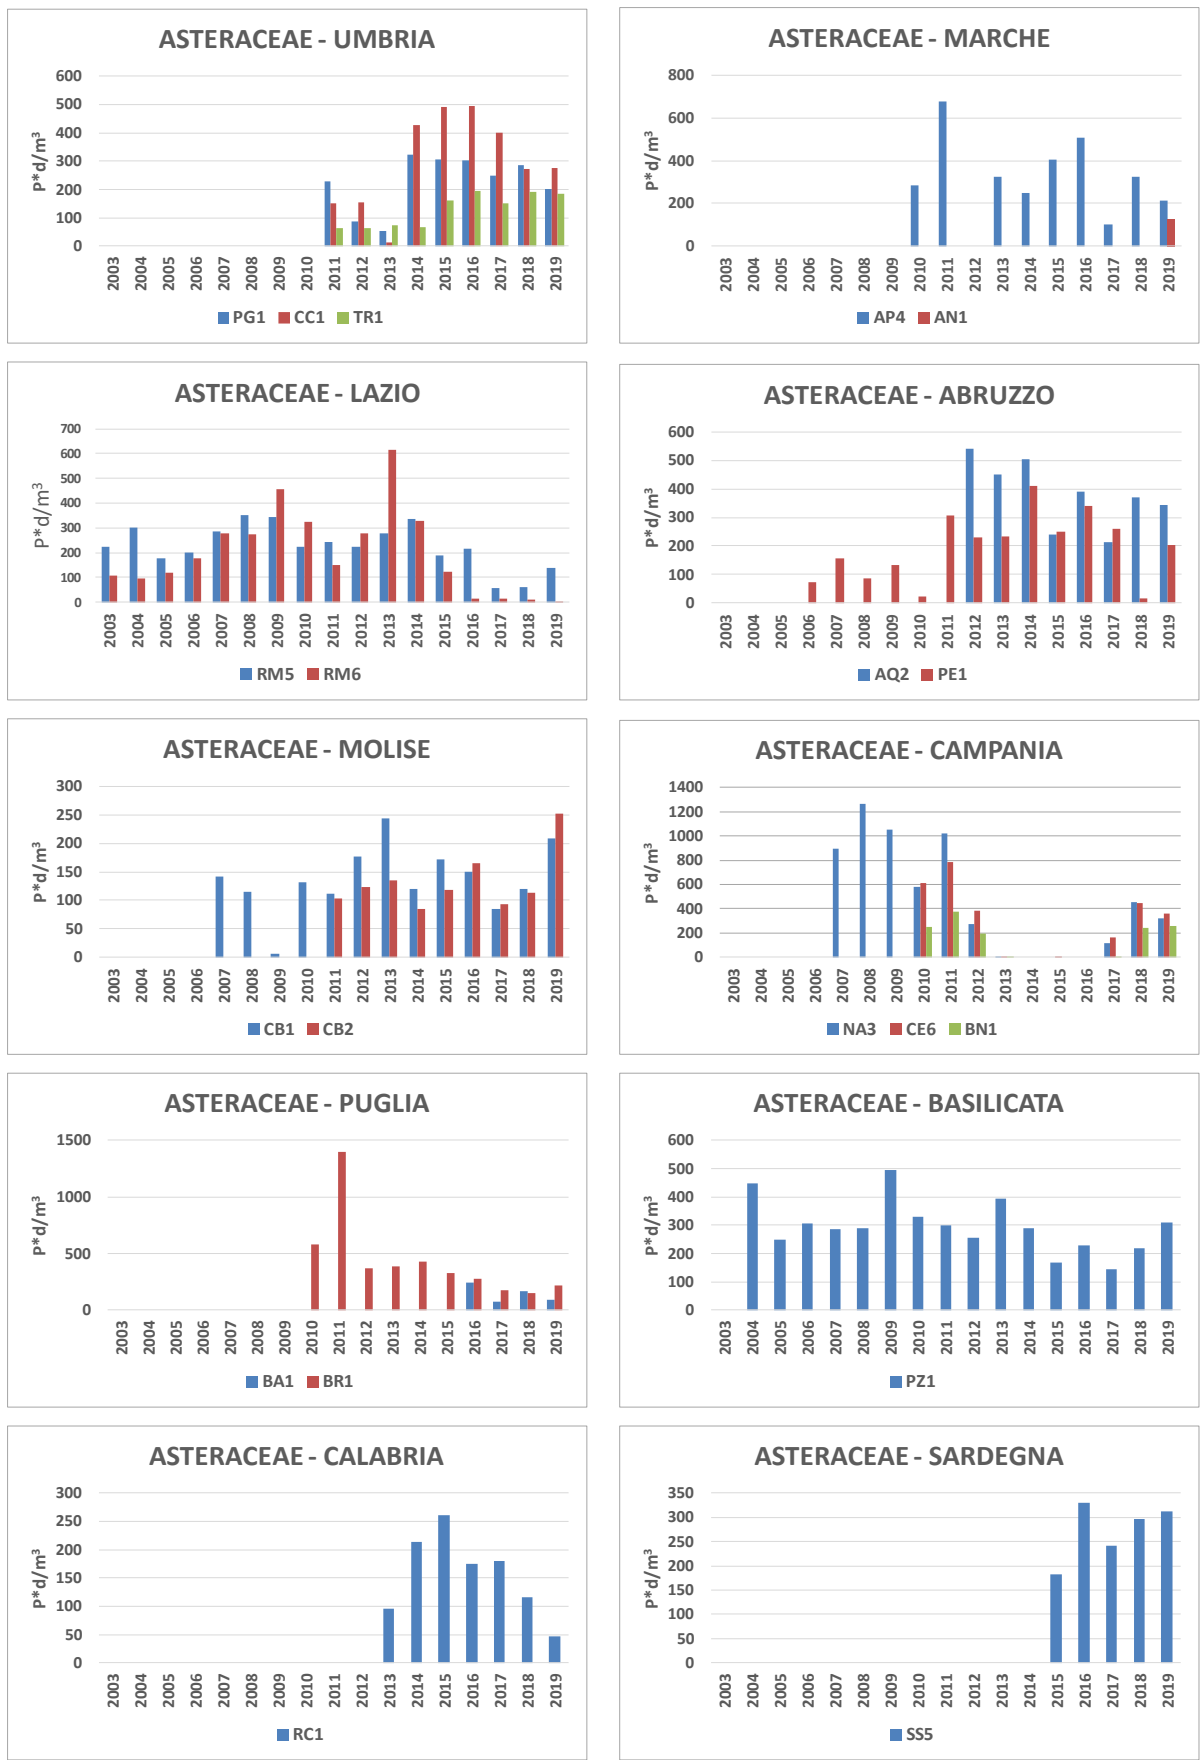 ASTERACEAE - UMBRIA
600
500
400
300
200
100
0
P*d/m³
2003 2004 2005 2006 2007 2008 2009 2010 2011 2012 2013 2014 2015 2016 2017 2018 2019
PG1 CC1 TR1
ASTERACEAE - MARCHE
800
600
400
200
0
P*d/m³
2003 2004 2005 2006 2007 2008 2009 2010 2011 2012 2013 2014 2015 2016 2017 2018 2019
AP4 AN1
ASTERACEAE - LAZIO
700
600
500
400
300
200
100
0
P*d/m³
2003 2004 2005 2006 2007 2008 2009 2010 2011 2012 2013 2014 2015 2016 2017 2018 2019
RM5 RM6
ASTERACEAE - ABRUZZO
600
500
400
300
200
100
0
P*d/m³
2003 2004 2005 2006 2007 2008 2009 2010 2011 2012 2013 2014 2015 2016 2017 2018 2019
AQ2 PE1
ASTERACEAE - MOLISE
300
250
200
150
100
50
0
P*d/m³
2003 2004 2005 2006 2007 2008 2009 2010 2011 2012 2013 2014 2015 2016 2017 2018 2019
CB1 CB2
ASTERACEAE - CAMPANIA
1400
1200
1000
800
600
400
200
0
P*d/m³
2003 2004 2005 2006 2007 2008 2009 2010 2011 2012 2013 2014 2015 2016 2017 2018 2019
NA3 CE6 BN1
ASTERACEAE - PUGLIA
1500
1000
500
0
P*d/m³
2003 2004 2005 2006 2007 2008 2009 2010 2011 2012 2013 2014 2015 2016 2017 2018 2019
BA1 BR1
ASTERACEAE - BASILICATA
600
500
400
300
200
100
0
P*d/m³
2003 2004 2005 2006 2007 2008 2009 2010 2011 2012 2013 2014 2015 2016 2017 2018 2019
PZ1
ASTERACEAE - CALABRIA
300
250
200
150
100
50
0
P*d/m³
2003 2004 2005 2006 2007 2008 2009 2010 2011 2012 2013 2014 2015 2016 2017 2018 2019
RC1
ASTERACEAE - SARDEGNA
350
300
250
200
150
100
50
0
P*d/m³
2003 2004 2005 2006 2007 2008 2009 2010 2011 2012 2013 2014 2015 2016 2017 2018 2019
SS5